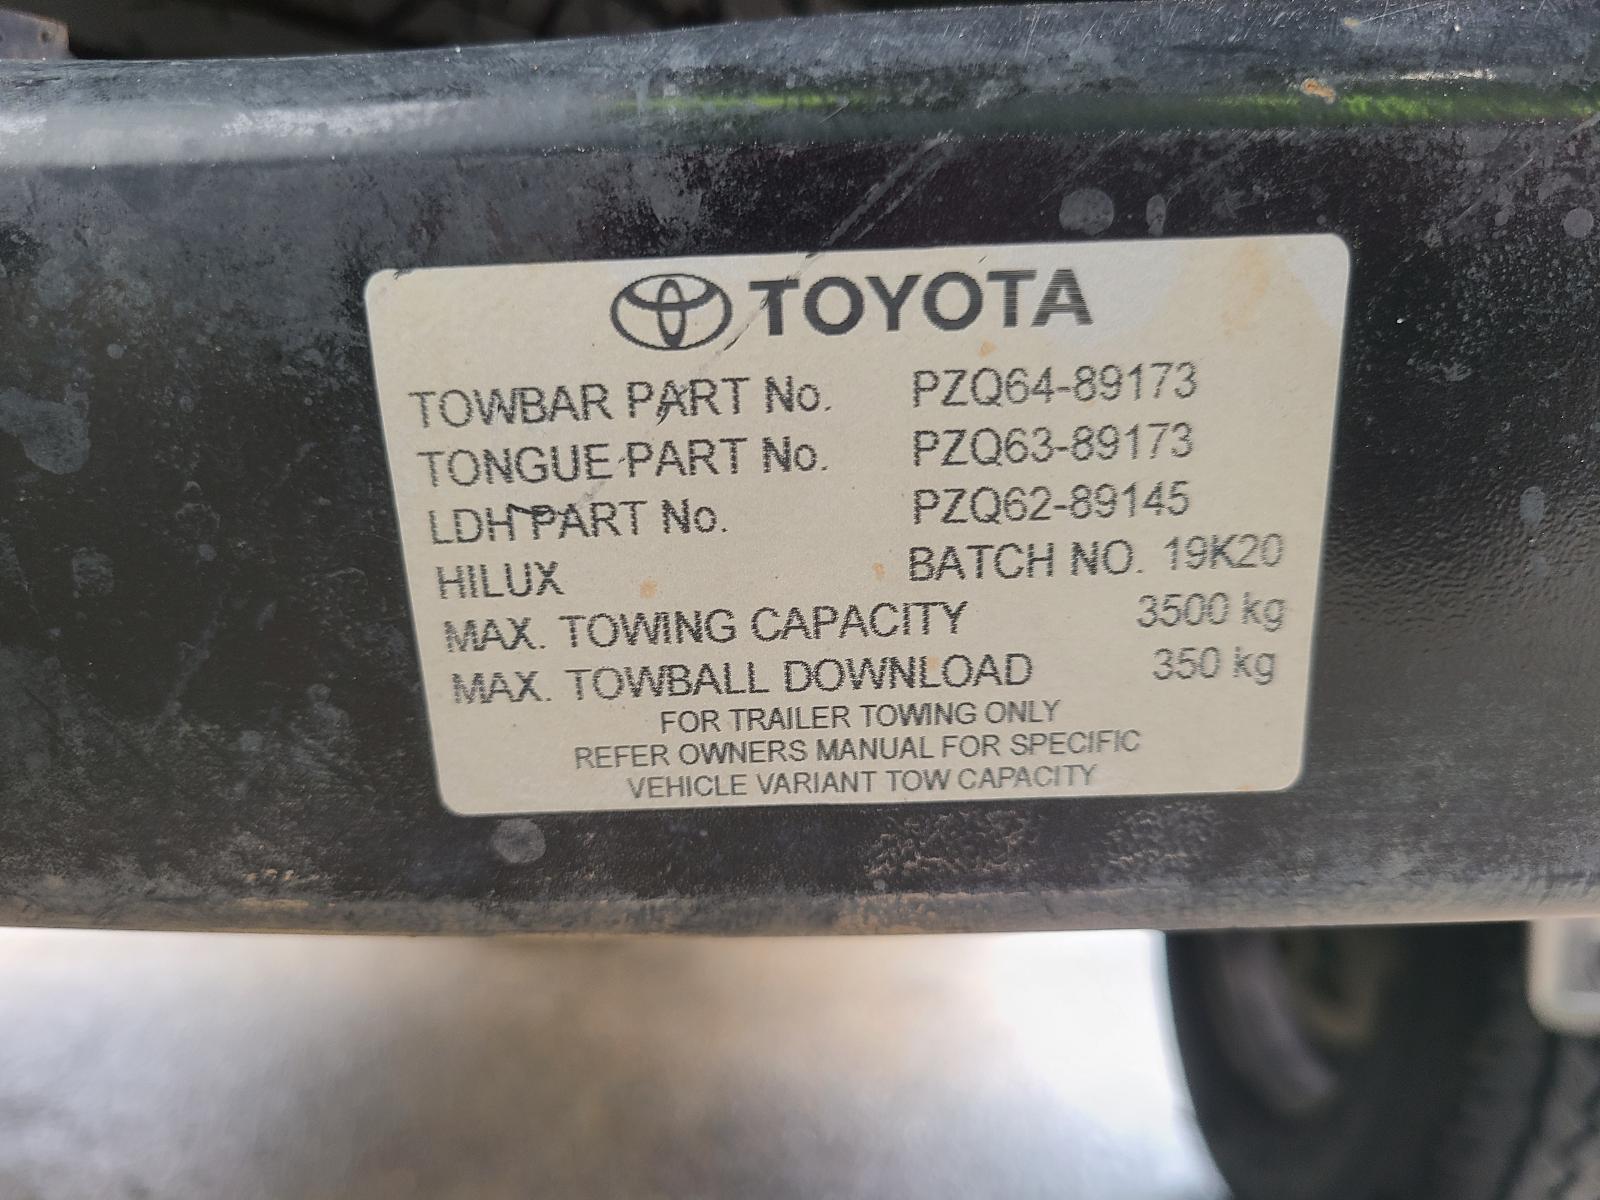 TOYOTA
TOWBAR PART No. PZQ64-89173
TONGUE PART No. PZQ63-89173
LDH PART No. PZQ62-89145
HILUX BATCH NO. 19K20
MAX. TOWING CAPACITY 3500 kg
MAX. TOWBALL DOWNLOAD 350 kg
FOR TRAILER TOWING ONLY
REFER OWNERS MANUAL FOR SPECIFIC
VEHICLE VARIANT TOW CAPACITY